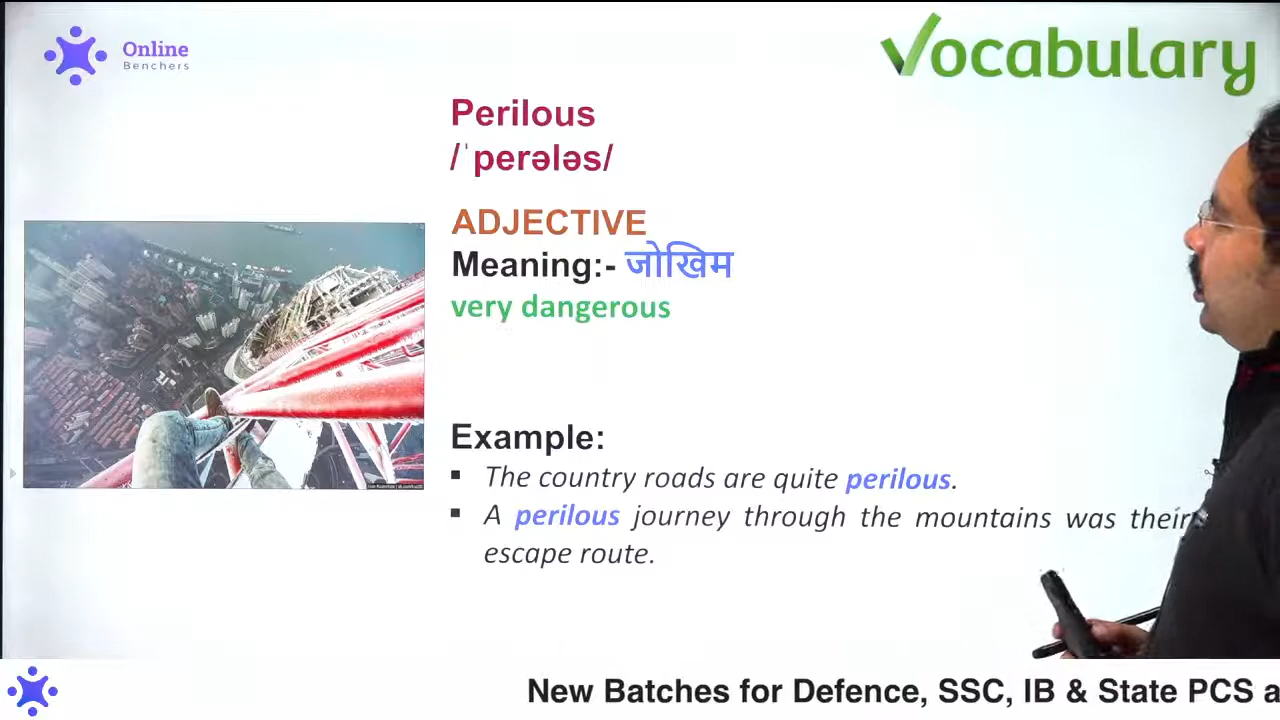 Online
Benchers
Vocabulary
Perilous
/ˈperələs/
ADJECTIVE
Meaning:- जोखिम
very dangerous
Example:
▪ The country roads are quite perilous.
▪ A perilous journey through the mountains was their
escape route.
New Batches for Defence, SSC, IB & State PCS a